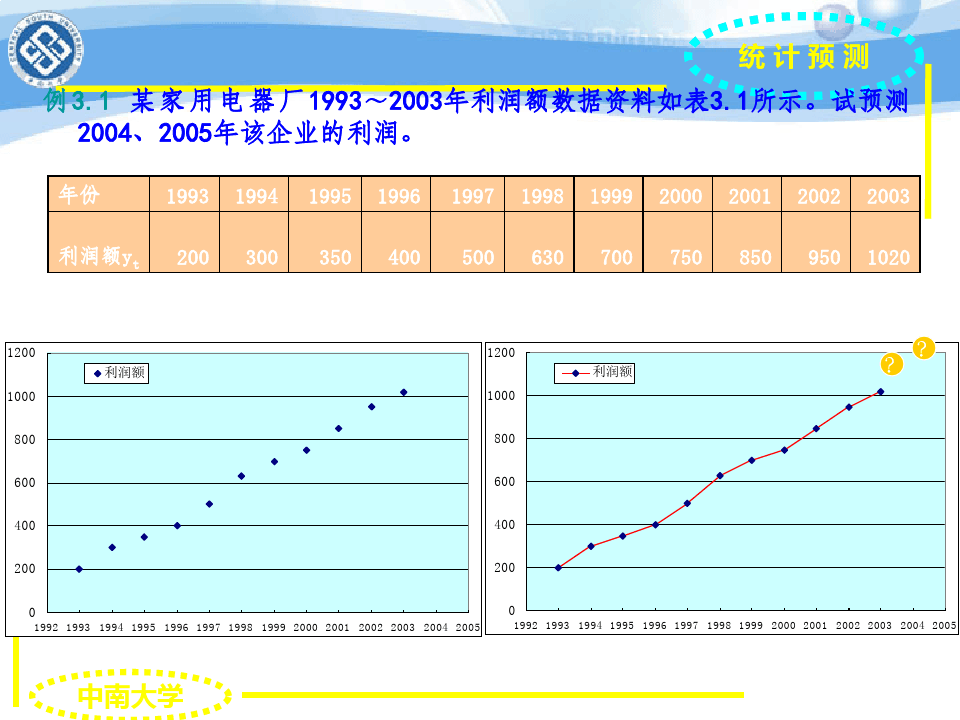 统计预测
例3.1 某家用电器厂1993～2003年利润额数据资料如表3.1所示。试预测
2004、2005年该企业的利润。
年份 1993 1994 1995 1996 1997 1998 1999 2000 2001 2002 2003
利润额yt 200 300 350 400 500 630 700 750 850 950 1020
1200
利润额
1000
800
600
400
200
0
1992 1993 1994 1995 1996 1997 1998 1999 2000 2001 2002 2003 2004 2005
? ?
1200
利润额
1000
800
600
400
200
0
1992 1993 1994 1995 1996 1997 1998 1999 2000 2001 2002 2003 2004 2005
中南大学